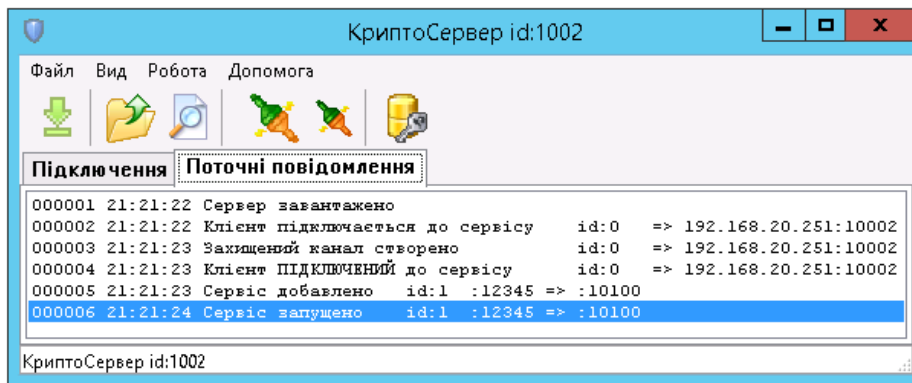 КриптоСервер id:1002
Файл Вид Робота Допомога
Підключення Поточні повідомлення
000001 21:21:22 Сервер завантажено
000002 21:21:22 Клієнт підключається до сервісу id:0 => 192.168.20.251:10002
000003 21:21:23 Захищений канал створено id:0 => 192.168.20.251:10002
000004 21:21:23 Клієнт ПІДКЛЮЧЕНИЙ до сервісу id:0 => 192.168.20.251:10002
000005 21:21:23 Сервіс добавлено id:1 :12345 => :10100
000006 21:21:24 Сервіс запущено id:1 :12345 => :10100
КриптоСервер id:1002